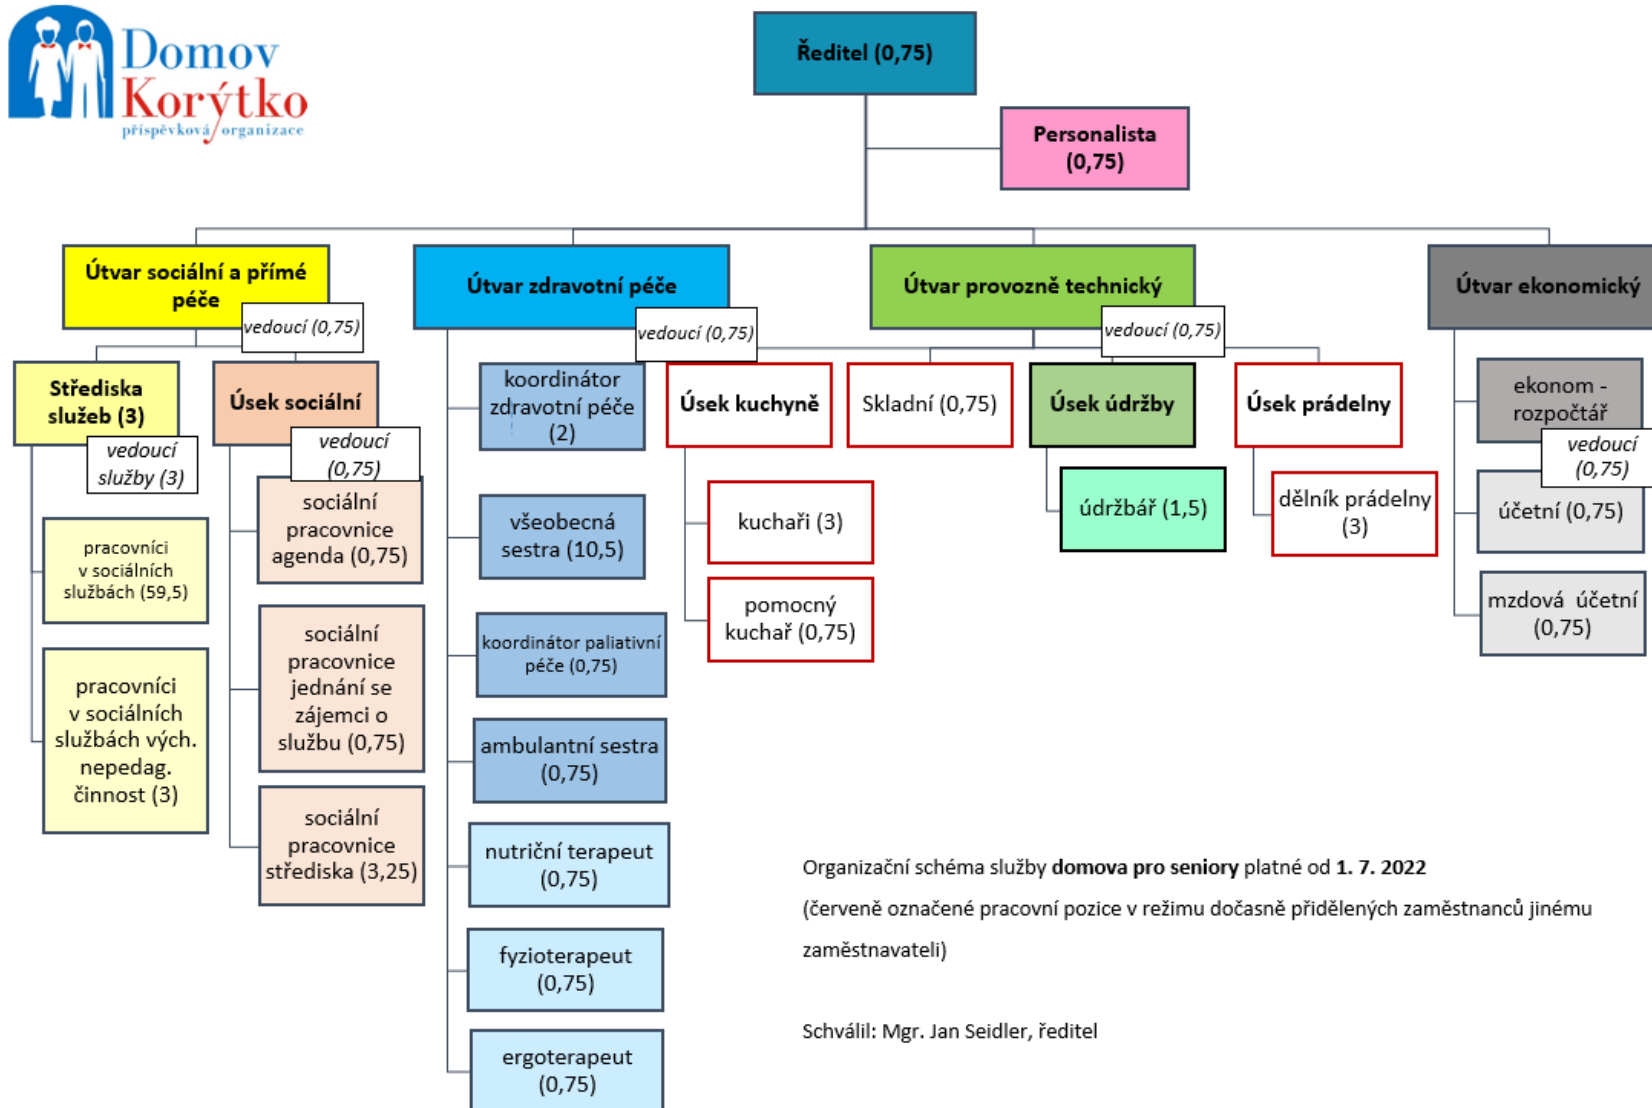 Domov
Korýtko
příspěvková organizace
Ředitel (0,75)
Personalista
(0,75)
Útvar sociální a přímé
péče
vedoucí (0,75)
Útvar zdravotní péče
vedoucí (0,75)
Útvar provozně technický
vedoucí (0,75)
Útvar ekonomický
Střediska
služeb (3)
vedoucí
služby (3)
pracovníci
v sociálních
službách (59,5)
pracovníci
v sociálních
službách vých.
nepedag.
činnost (3)
Úsek sociální
vedoucí
(0,75)
sociální
pracovnice
agenda (0,75)
sociální
pracovnice
jednání se
zájemci o
službu (0,75)
sociální
pracovnice
střediska (3,25)
koordinátor
zdravotní péče
(2)
všeobecná
sestra (10,5)
koordinátor paliativní
péče (0,75)
ambulantní sestra
(0,75)
nutriční terapeut
(0,75)
fyzioterapeut
(0,75)
ergoterapeut
(0,75)
Úsek kuchyně
kuchaři (3)
pomocný
kuchař (0,75)
Skladní (0,75)
Úsek údržby
údržbář (1,5)
Úsek prádelny
dělník prádelny
(3)
ekonom -
rozpočtář
vedoucí
(0,75)
účetní (0,75)
mzdová účetní
(0,75)
Organizační schéma služby domova pro seniory platné od 1. 7. 2022
(červeně označené pracovní pozice v režimu dočasně přidělených zaměstnanců jinému
zaměstnavateli)
Schválil: Mgr. Jan Seidler, ředitel